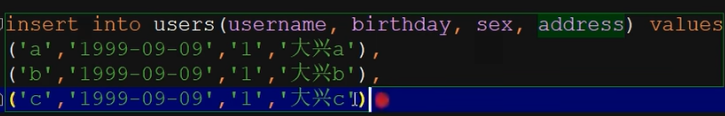 insert into users(username, birthday, sex, address) values
('a','1999-09-09','1','大兴a'),
('b','1999-09-09','1','大兴b'),
('c','1999-09-09','1','大兴c')